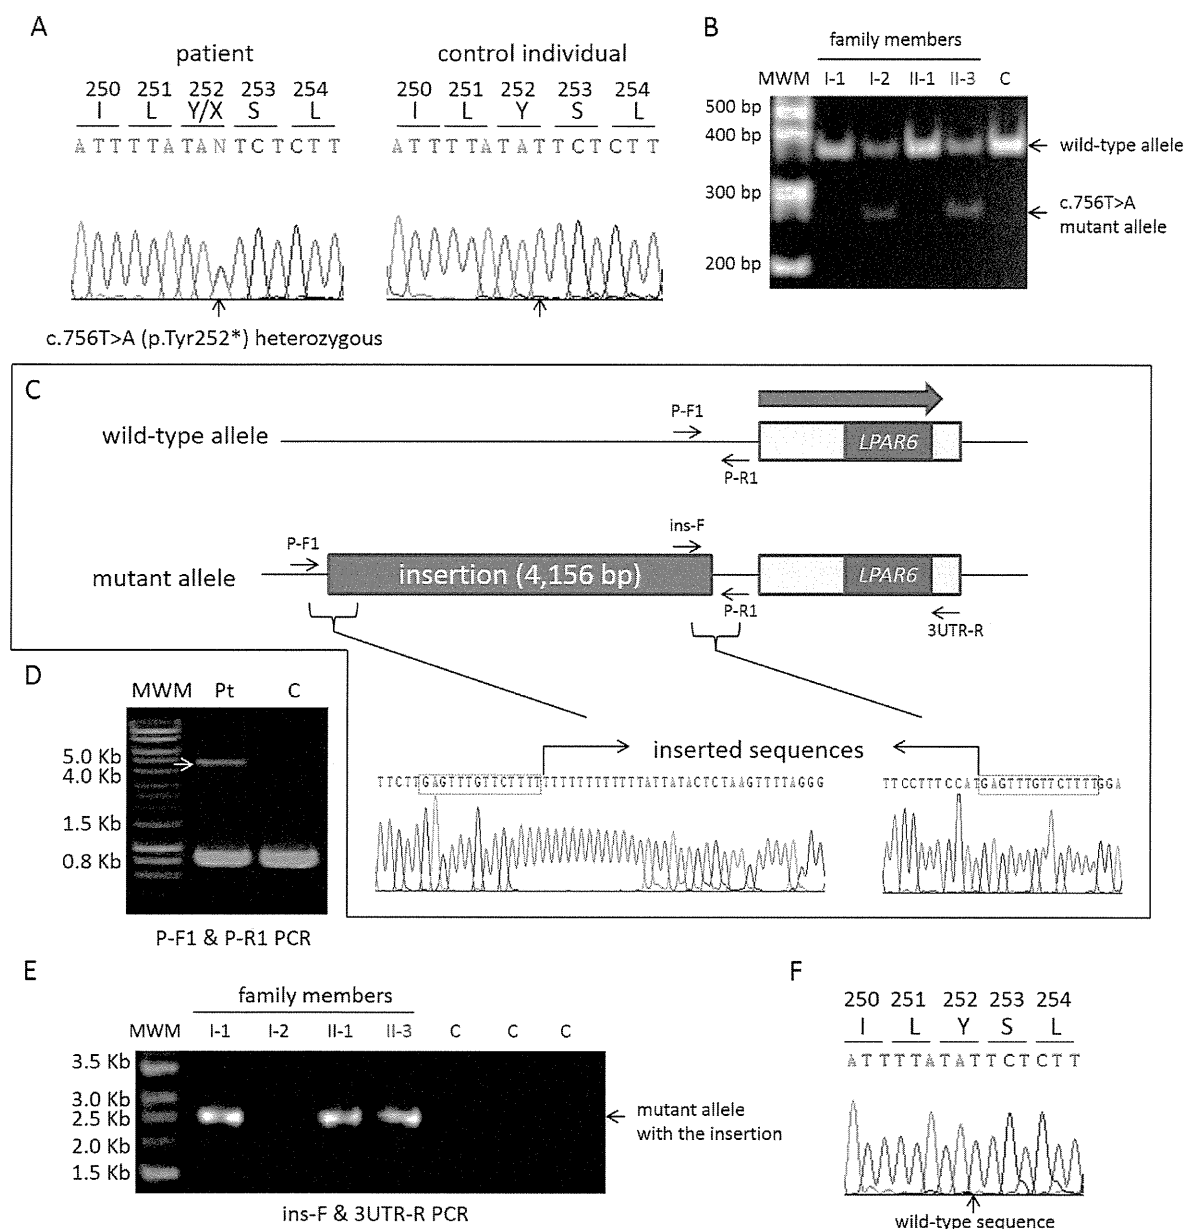 A
patient
control individual
250 251 252 253 254
I L Y/X S L
A T T T T A T A N T C T C T T
250 251 252 253 254
I L Y S L
A T T T T A T A T T C T C T T
c.756T>A (p.Tyr252*) heterozygous
B
family members
MWM I-1 I-2 II-1 II-3 C
500 bp
400 bp
300 bp
200 bp
wild-type allele
c.756T>A
mutant allele
C
wild-type allele
P-F1
P-R1
LPAR6
mutant allele
P-F1
insertion (4,156 bp)
ins-F
P-R1
LPAR6
3UTR-R
inserted sequences
TTCTTGAGTTTGTTCTTTTTTTTTTTTTTTTTATTATACTCTAAGTTTTAGGG
TTCCTTTCCATGAGTTTGTTCTTTTGGA
D
MWM Pt C
5.0 Kb
4.0 Kb
1.5 Kb
0.8 Kb
P-F1 & P-R1 PCR
E
family members
MWM I-1 I-2 II-1 II-3 C C C
3.5 Kb
3.0 Kb
2.5 Kb
2.0 Kb
1.5 Kb
mutant allele
with the insertion
ins-F & 3UTR-R PCR
F
250 251 252 253 254
I L Y S L
A T T T T A T A T T C T C T T
wild-type sequence